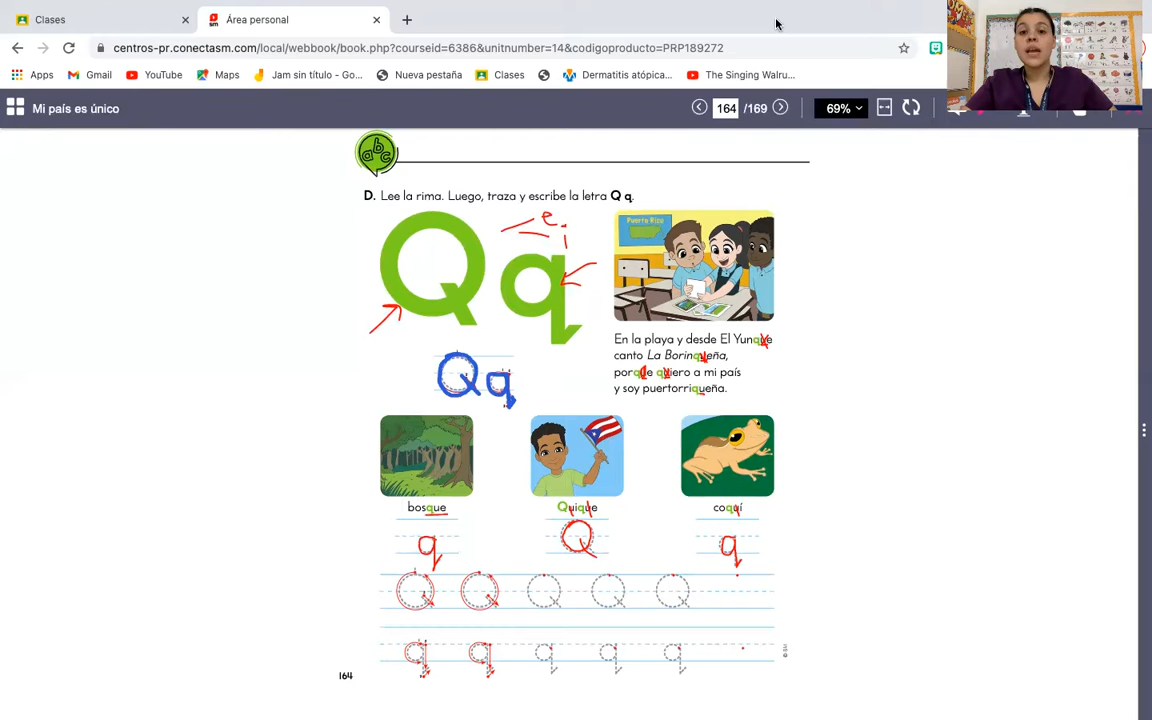 Clases
Área personal
centros-pr.conectasm.com/local/webbook/book.php?courseid=6386&unitnumber=14&codigoproducto=PRP189272
Apps Gmail YouTube Maps Jam sin título - Go... Nueva pestaña Clases Dermatitis atópica... The Singing Walru...
Mi país es único
164 /169
69%
abc
D. Lee la rima. Luego, traza y escribe la letra Q q.
Q q
e
i
Puerto Rico
Q q
En la playa y desde El Yunque
canto La Borinqueña,
porque quiero a mi país
y soy puertorriqueña.
bosque Quique coquí
q Q q
Q Q Q Q Q
q q q q q
164